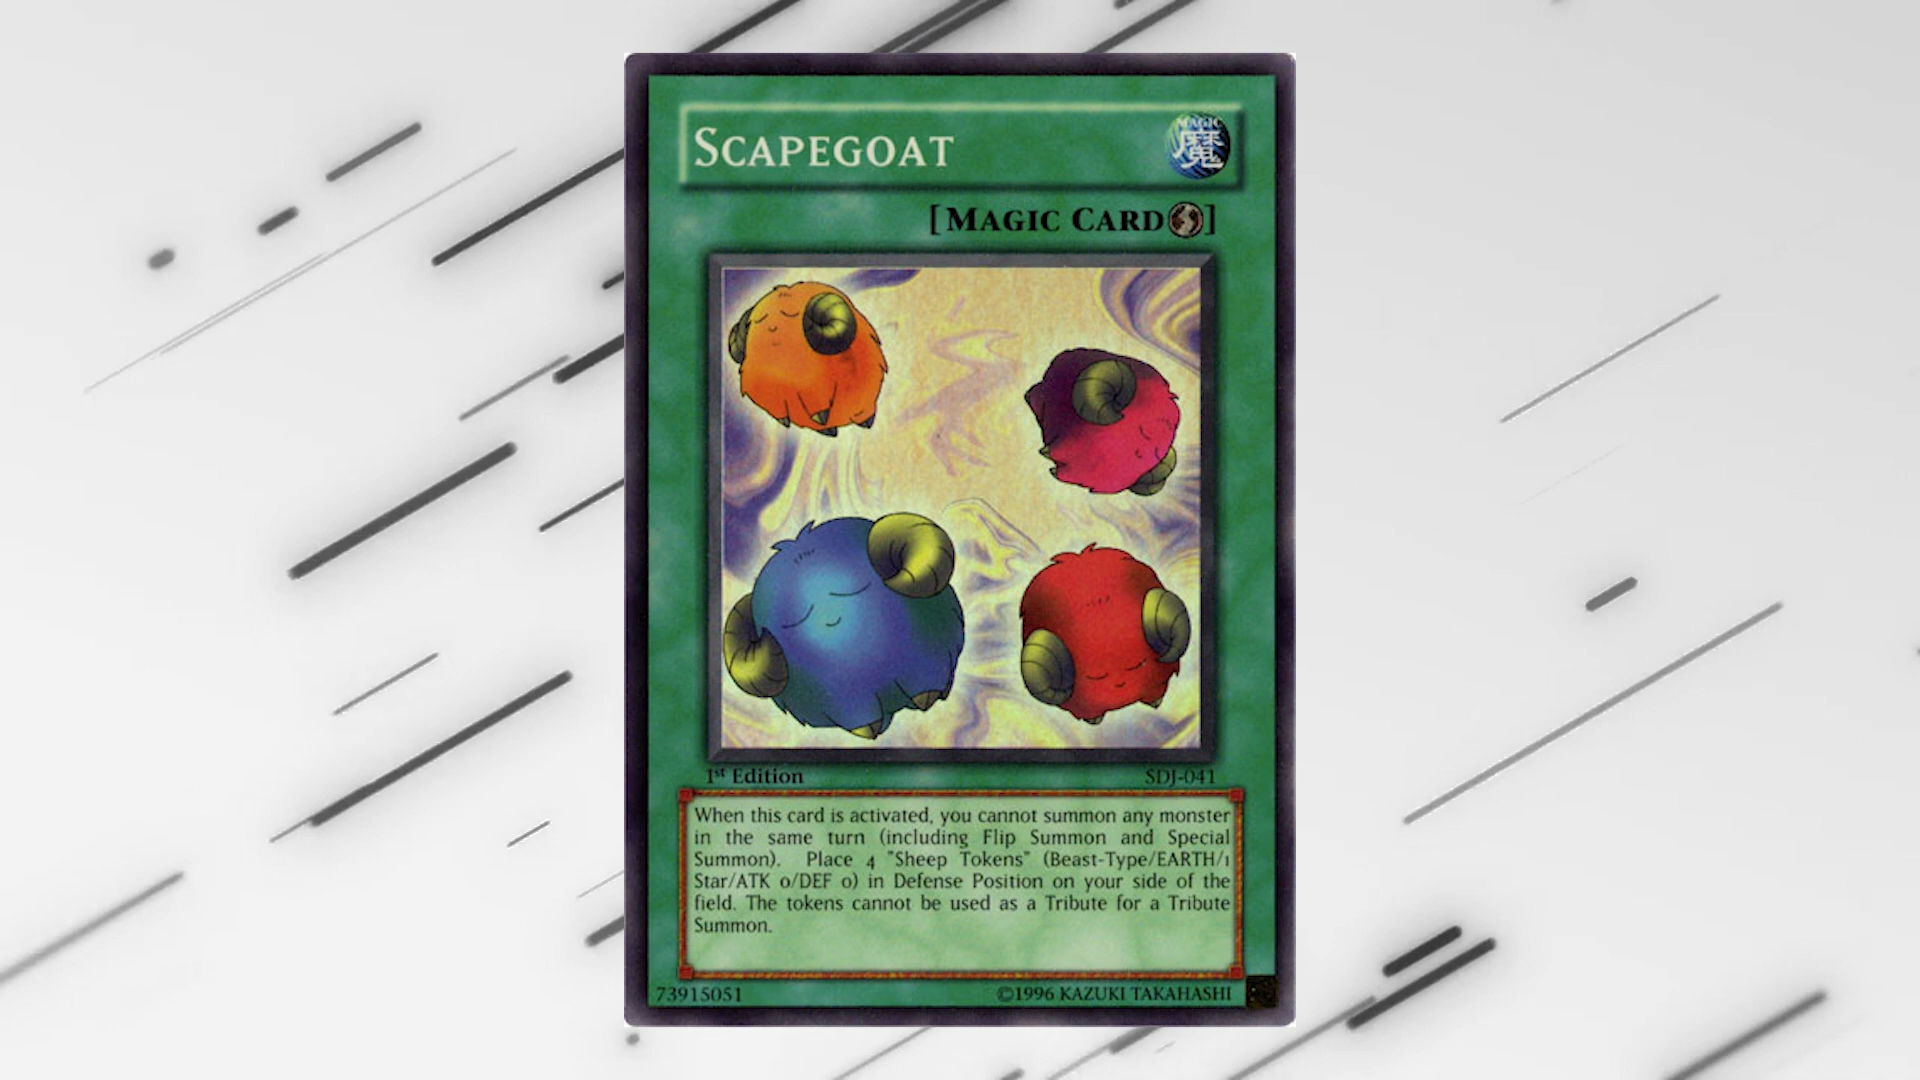 SCAPEGOAT
MAGIC
魔
[MAGIC CARD]
1st Edition
SDJ-041
When this card is activated, you cannot summon any monster
in the same turn (including Flip Summon and Special
Summon). Place 4 "Sheep Tokens" (Beast-Type/EARTH/1
Star/ATK 0/DEF 0) in Defense Position on your side of the
field. The tokens cannot be used as a Tribute for a Tribute
Summon.
73915051
©1996 KAZUKI TAKAHASHI